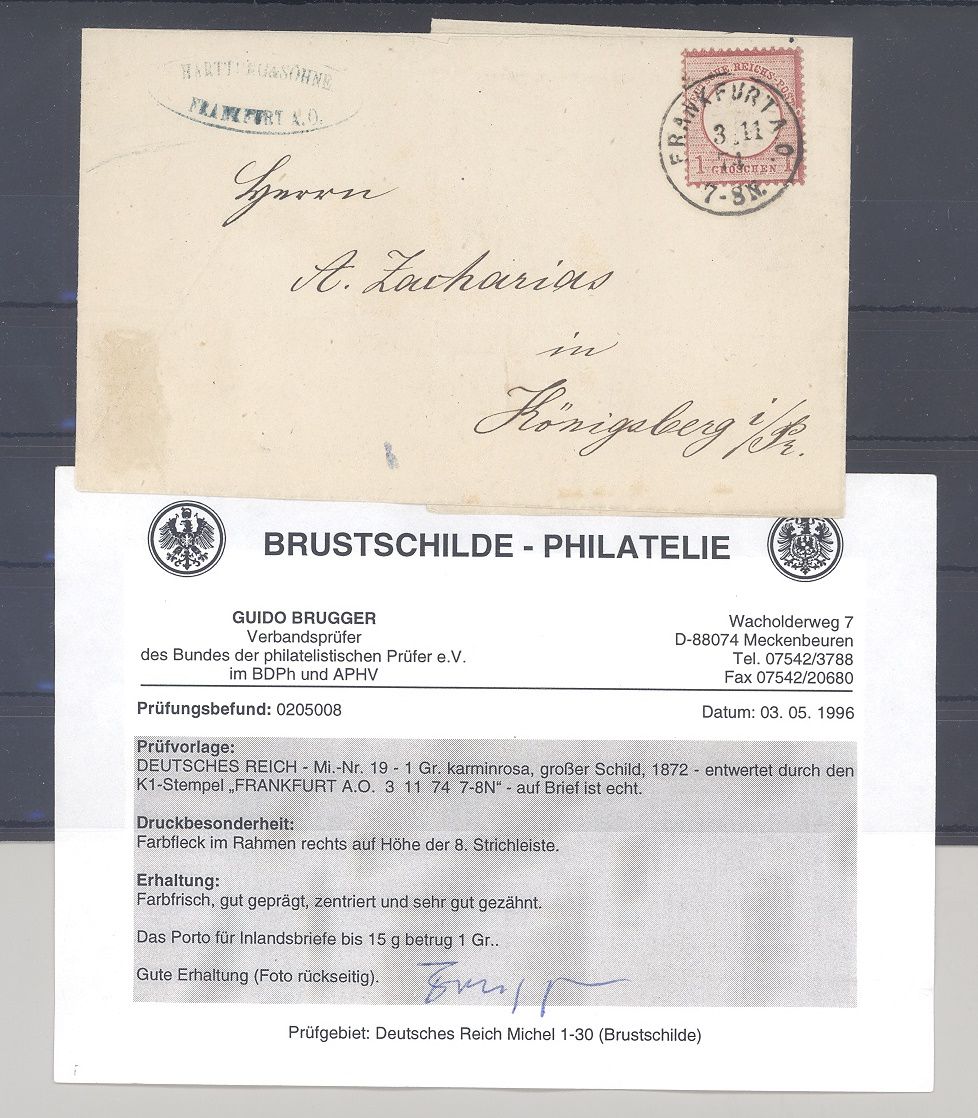 & SÖHNE
FRANKFURT A.O.
DEUTSCHE REICHS-POST
FRANKFURT A.O.
3 11
74
1 GROSCHEN 1
7-8N.
Herrn
A. Zacharias
in
Königsberg i/Pr.
BRUSTSCHILDE - PHILATELIE
GUIDO BRUGGER
Verbandsprüfer
des Bundes der philatelistischen Prüfer e.V.
im BDPh und APHV
Wacholderweg 7
D-88074 Meckenbeuren
Tel. 07542/3788
Fax 07542/20680
Prüfungsbefund: 0205008
Datum: 03. 05. 1996
Prüfvorlage:
DEUTSCHES REICH - Mi.-Nr. 19 - 1 Gr. karminrosa, großer Schild, 1872 - entwertet durch den
K1-Stempel „FRANKFURT A.O. 3 11 74 7-8N“ - auf Brief ist echt.
Druckbesonderheit:
Farbfleck im Rahmen rechts auf Höhe der 8. Strichleiste.
Erhaltung:
Farbfrisch, gut geprägt, zentriert und sehr gut gezähnt.
Das Porto für Inlandsbriefe bis 15 g betrug 1 Gr..
Gute Erhaltung (Foto rückseitig).
Prüfgebiet: Deutsches Reich Michel 1-30 (Brustschilde)